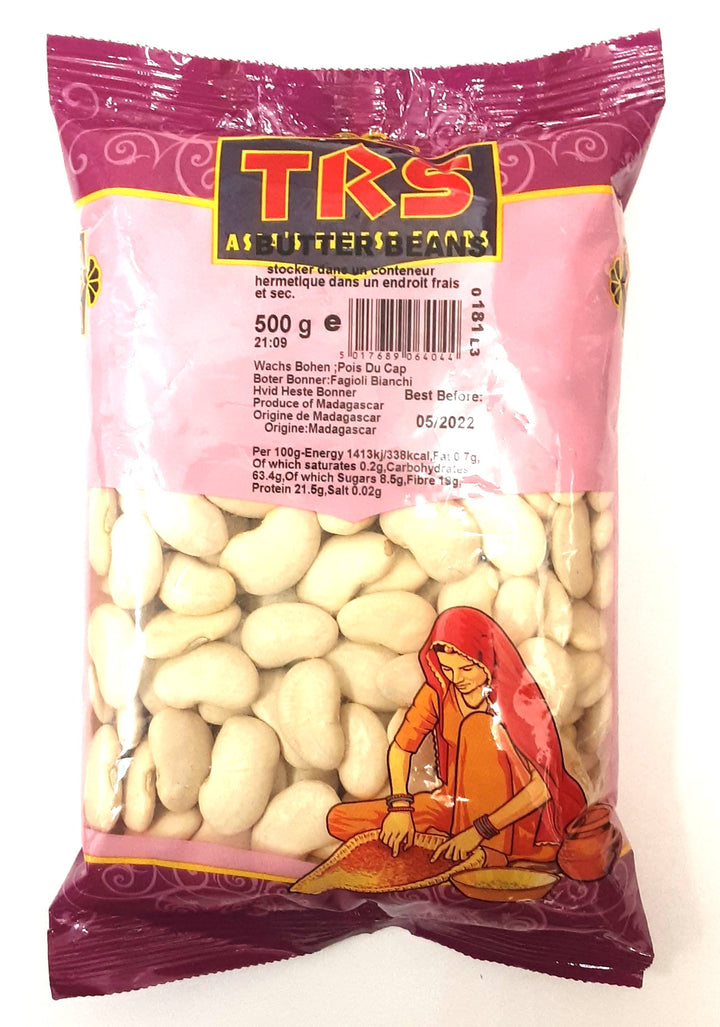 TRS
ASIA'S FINEST FOODS
BUTTER BEANS
stocker dans un conteneur
hermetique dans un endroit frais
et sec.
500 g e
21:09
5 017689 064044
0181 L3
Wachs Bohen ;Pois Du Cap
Boter Bonner:Fagioli Bianchi
Hvid Heste Bonner
Best Before:
Produce of Madagascar
Origine de Madagascar
05/2022
Origine:Madagascar
Per 100g-Energy 1413kj/338kcal,Fat 0.7g,
Of which saturates 0.2g,Carbohydrates
63.4g,Of which Sugars 8.5g,Fibre 19g,
Protein 21.5g,Salt 0.02g